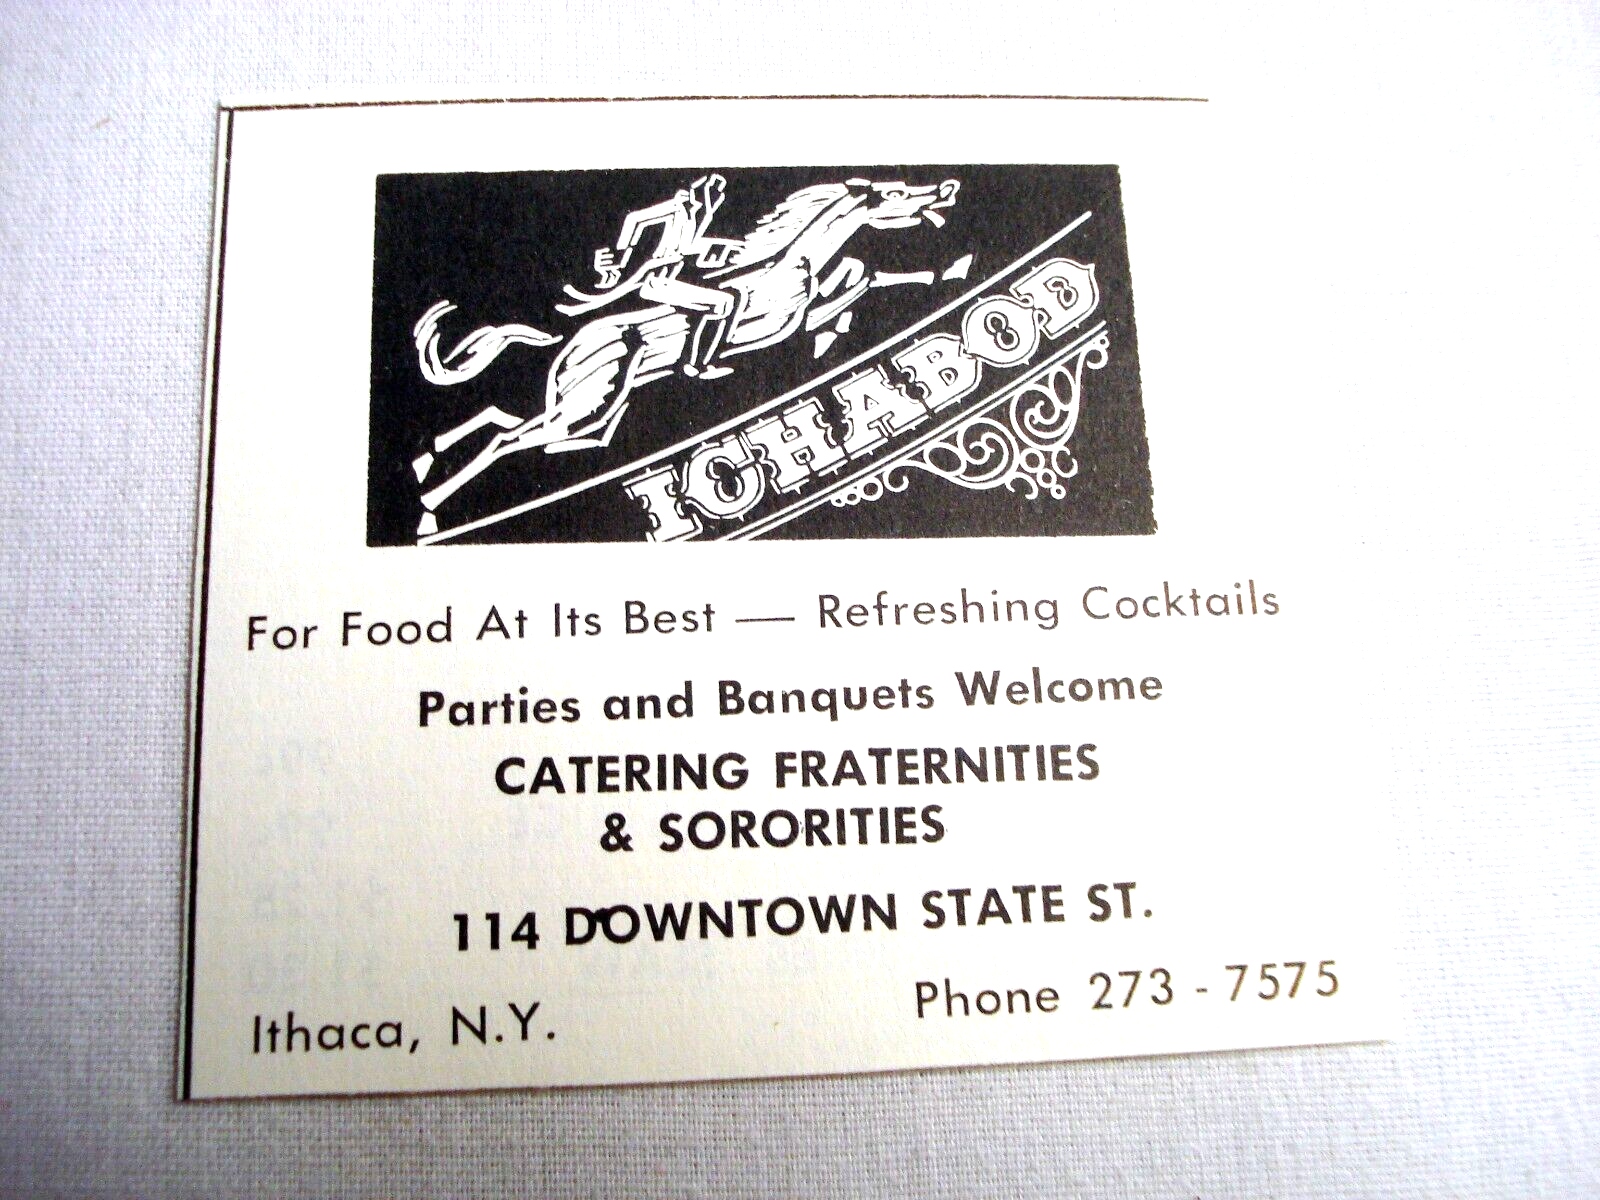 ICHABOD
For Food At Its Best — Refreshing Cocktails
Parties and Banquets Welcome
CATERING FRATERNITIES
& SORORITIES
114 DOWNTOWN STATE ST.
Ithaca, N.Y. Phone 273 - 7575